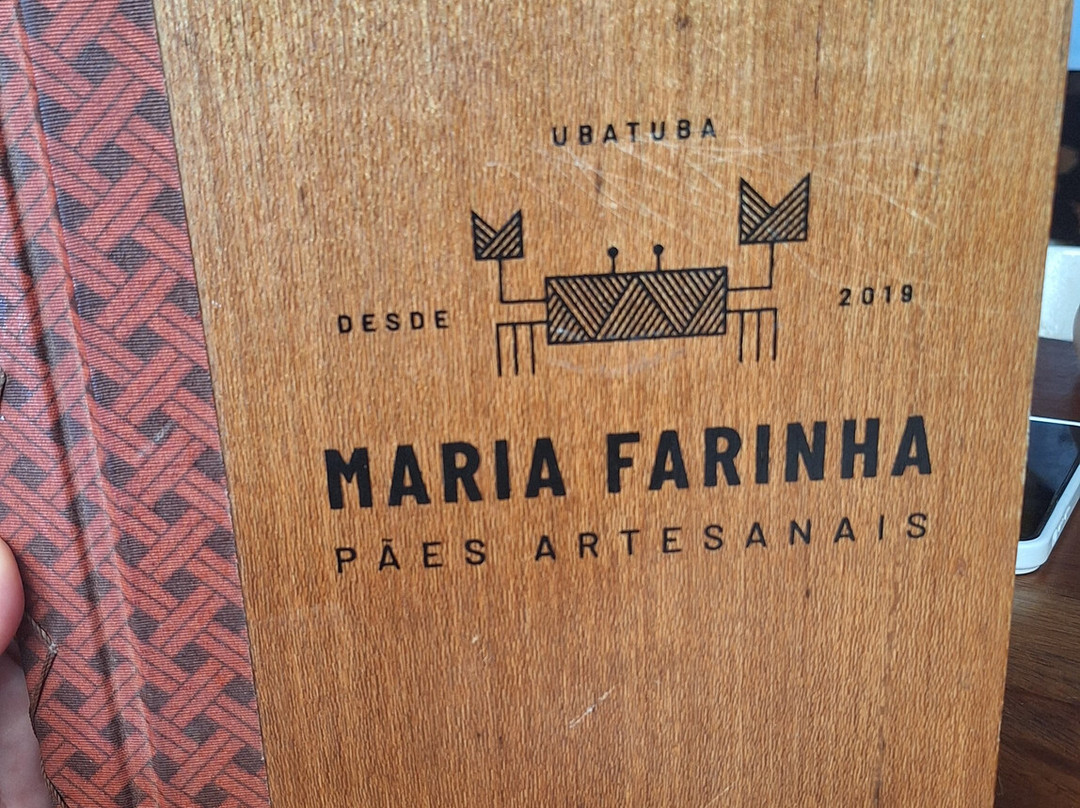 UBATUBA
DESDE 2019
MARIA FARINHA
PÃES ARTESANAIS